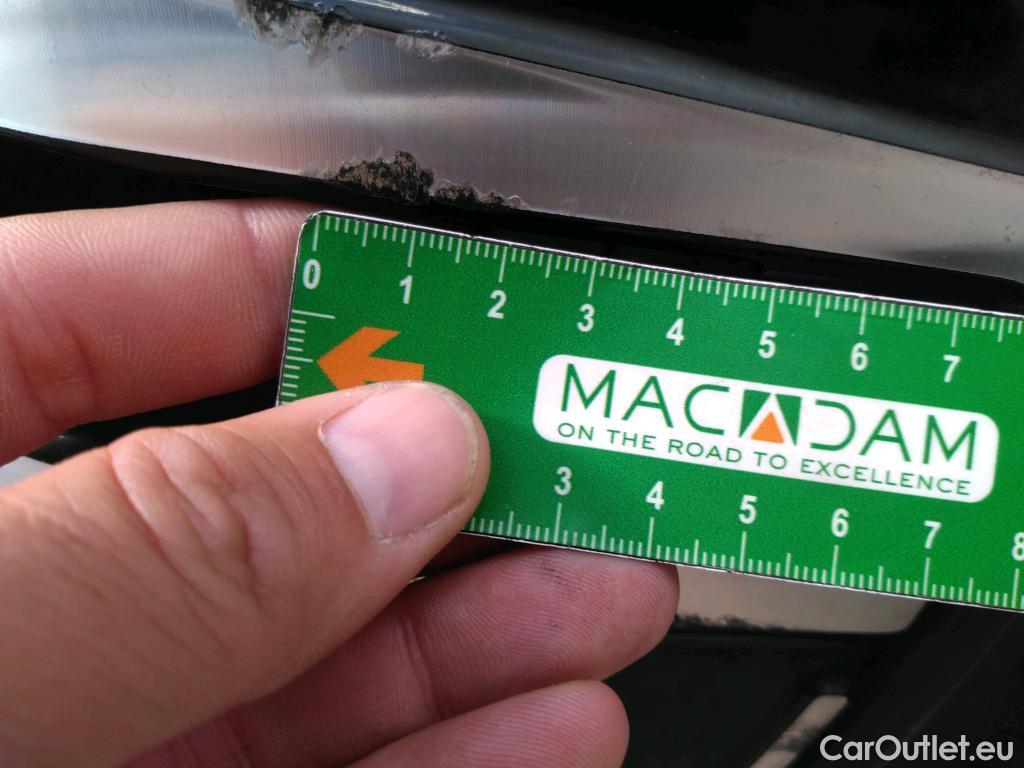 0 1 2 3 4 5 6 7
MACADAM
ON THE ROAD TO EXCELLENCE
3 4 5 6 7 8
CarOutlet.eu